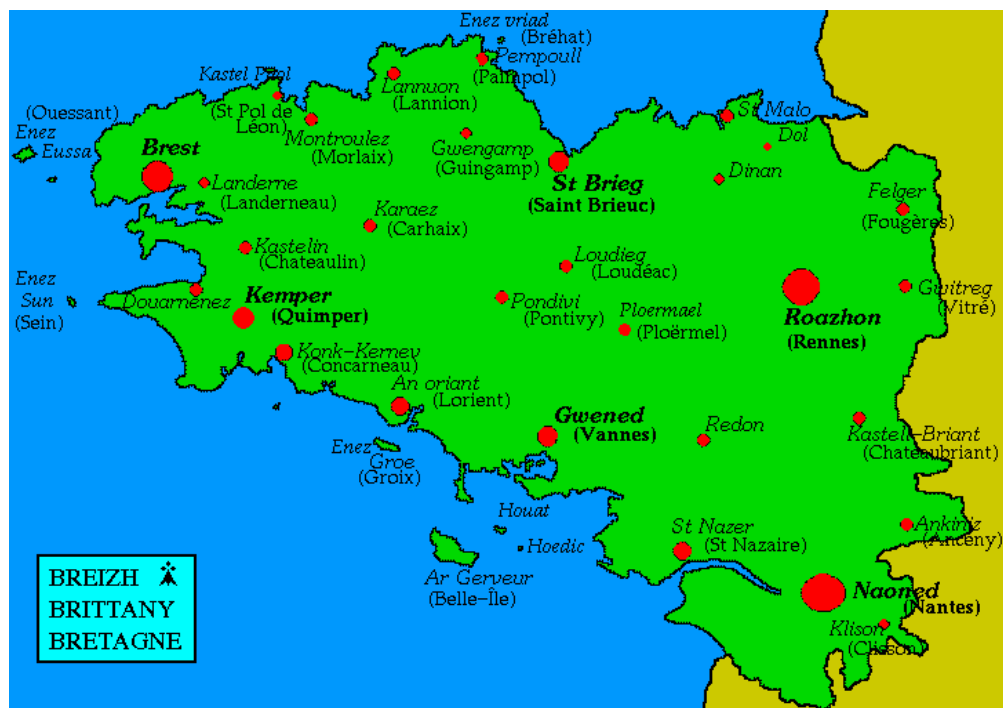 Enez vriad
(Bréhat)
Pempoull
(Paimpol)
Kastel Paol
(St Pol de
Léon)
Lannuon
(Lannion)
Montroulez
(Morlaix)
Gwengamp
(Guingamp)
St Malo
Dol
Dinan
(Ouessant)
Enez
Eussa
Brest
Landerne
(Landerneau)
St Brieg
(Saint Brieuc)
Felger
(Fougères)
Karaez
(Carhaix)
Kastelin
(Chateaulin)
Loudieg
(Loudéac)
Enez
Sun
(Sein)
Douarnenez
Kemper
(Quimper)
Pondivi
(Pontivy)
Ploermael
(Ploërmel)
Roazhon
(Rennes)
Gwitreg
(Vitré)
Konk-Kernev
(Concarneau)
An oriant
(Lorient)
Enez
Groe
(Groix)
Gwened
(Vannes)
Redon
Kastell-Briant
(Chateaubriant)
Houat
Hoedic
Ar Gerveur
(Belle-Île)
St Nazer
(St Nazaire)
Ankiniz
(Anceny)
Naoned
(Nantes)
Klison
(Clisson)
BREIZH
BRITTANY
BRETAGNE